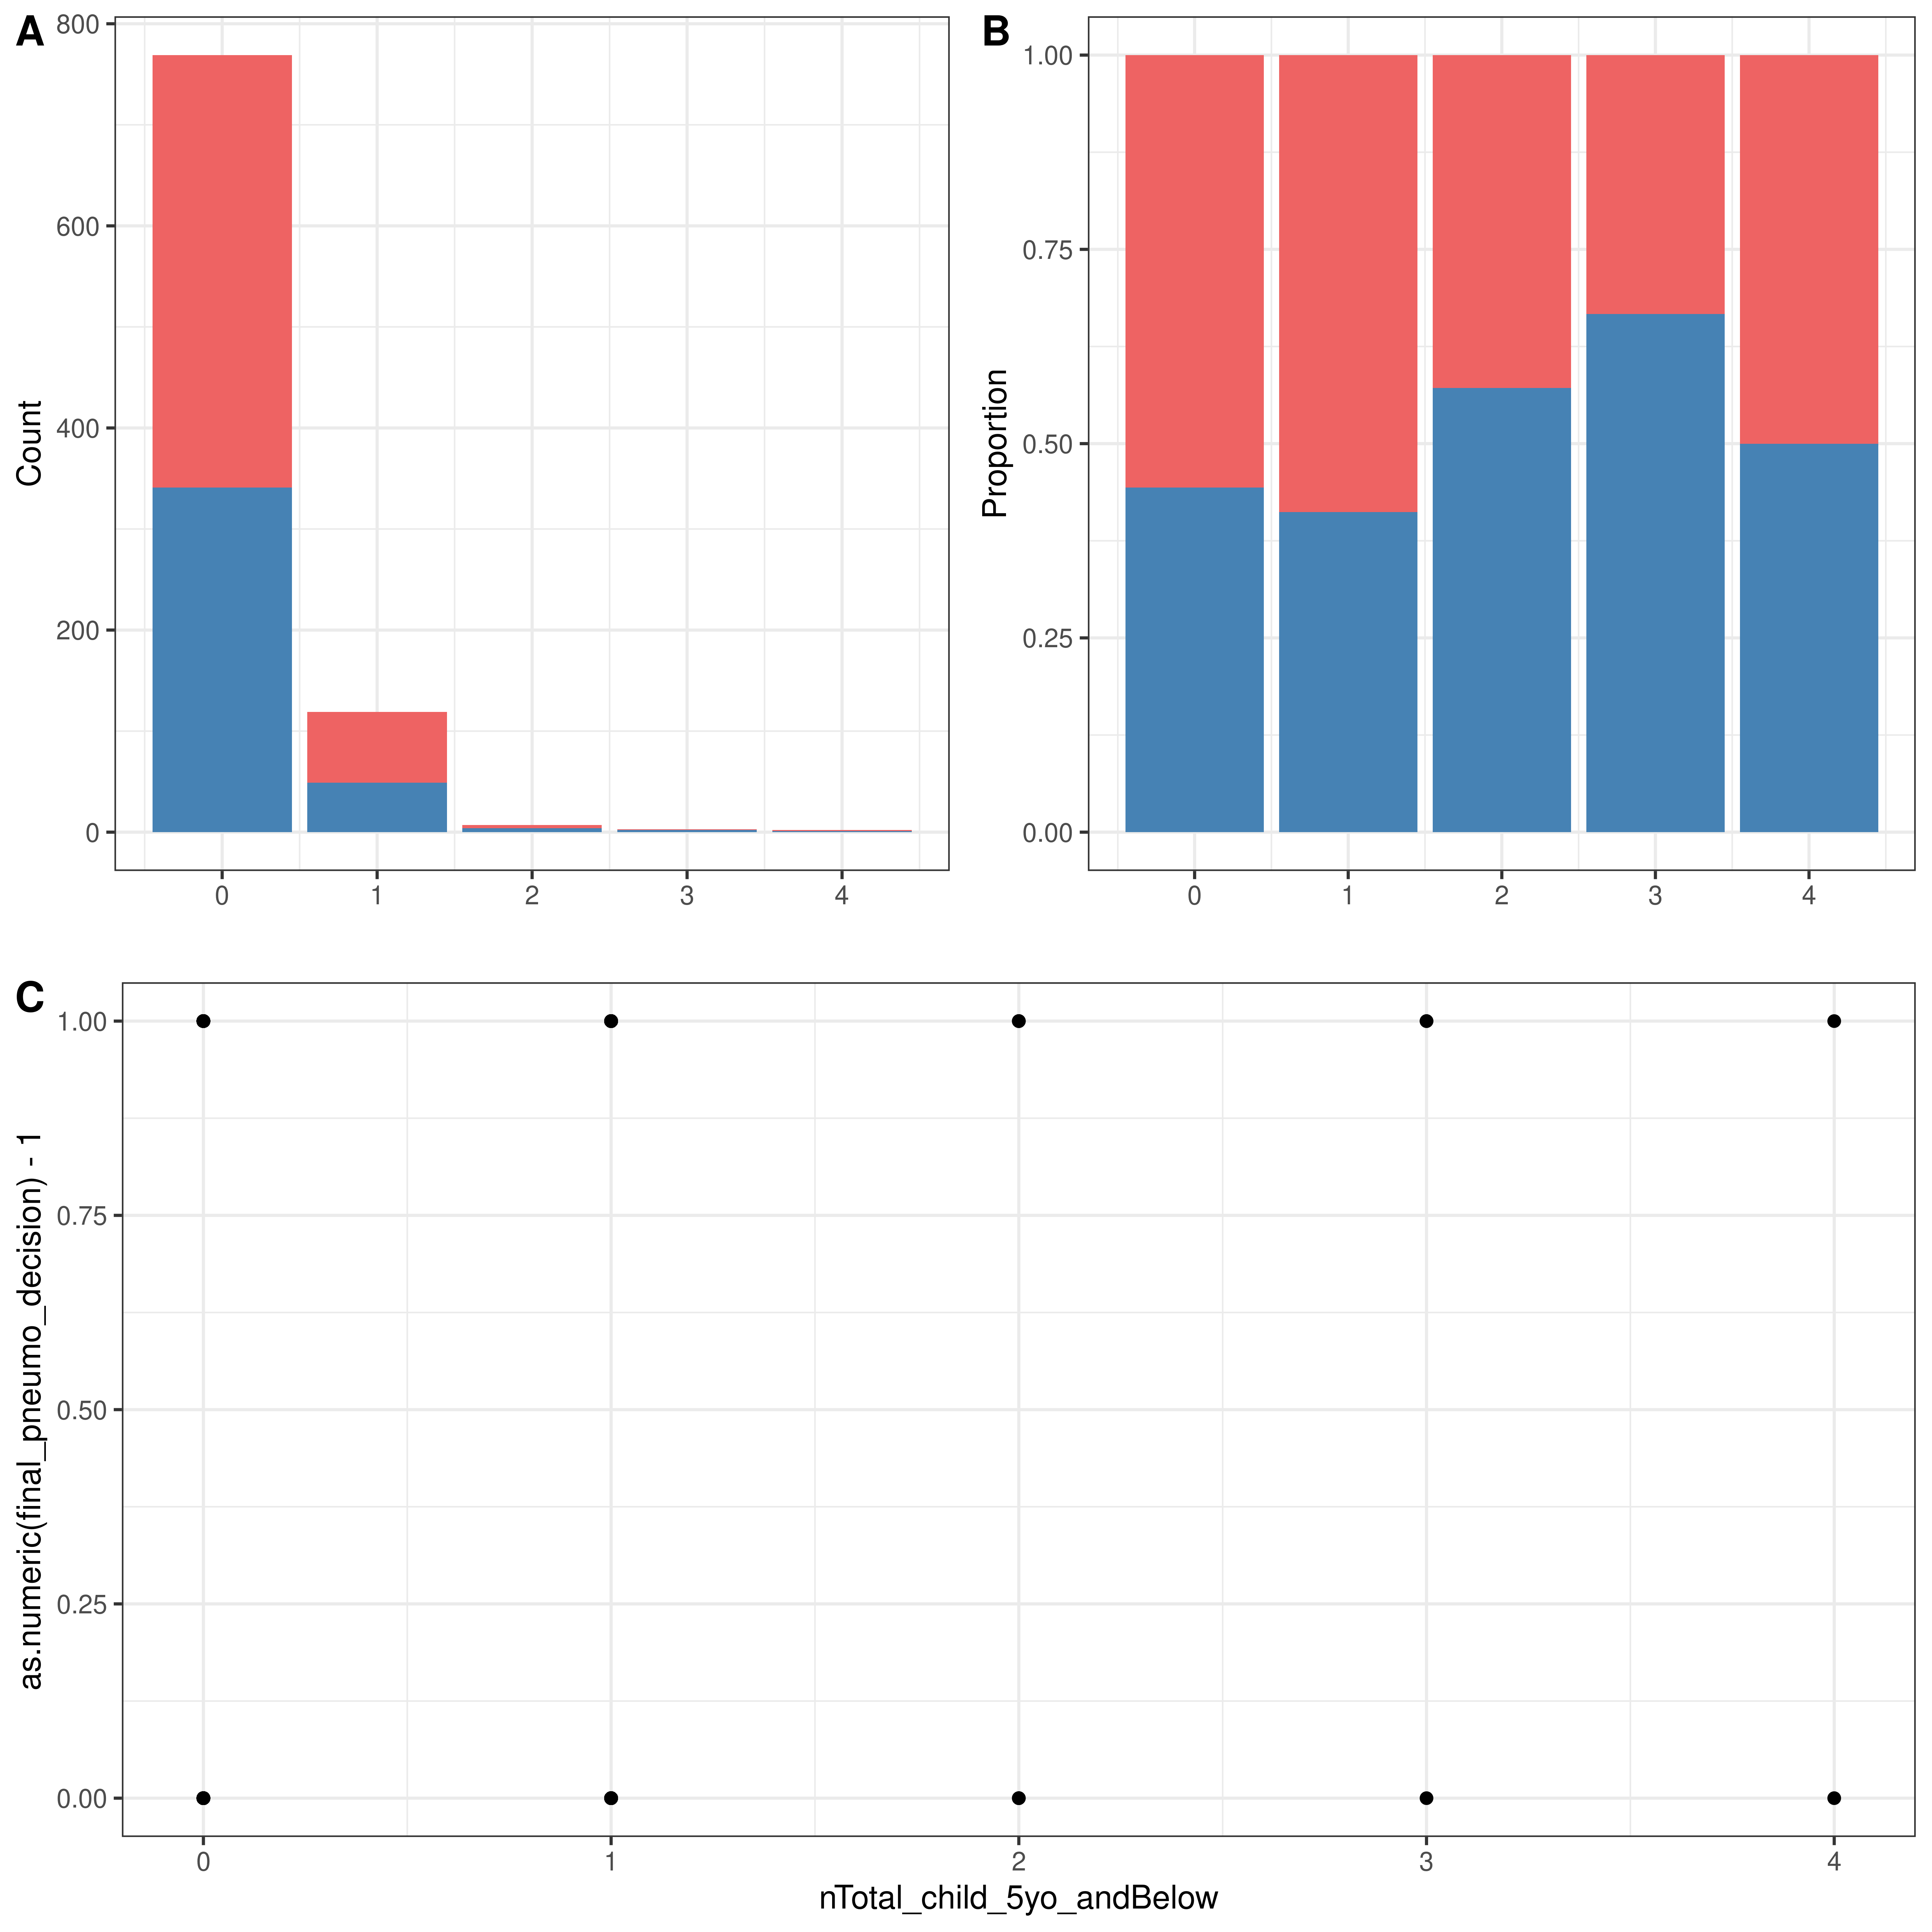 A
Count
800
600
400
200
0
0 1 2 3 4
B
Proportion
1.00
0.75
0.50
0.25
0.00
0 1 2 3 4
C
as.numeric(final_pneumo_decision) - 1
1.00
0.75
0.50
0.25
0.00
0 1 2 3 4
nTotal_child_5yo_andBelow